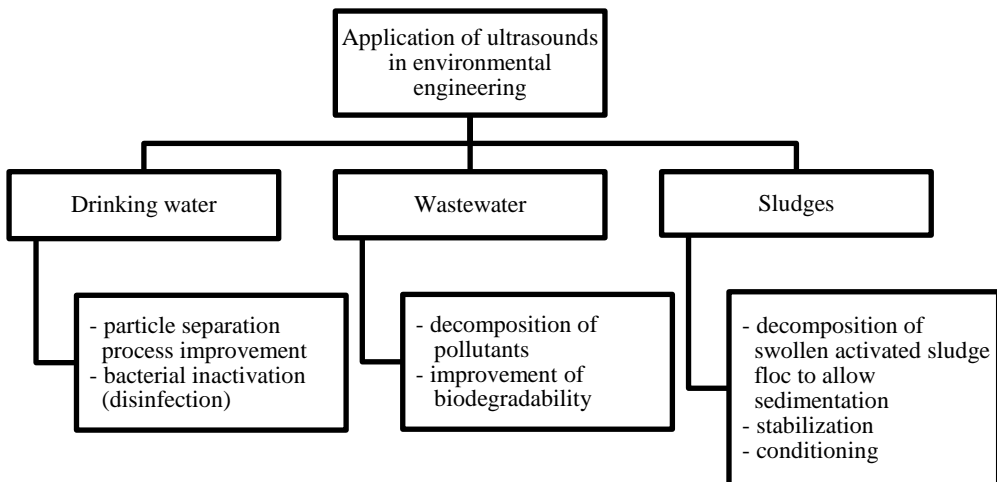 Application of ultrasounds
in environmental
engineering
Drinking water
Wastewater
Sludges
- particle separation
process improvement
- bacterial inactivation
(disinfection)
- decomposition of
pollutants
- improvement of
biodegradability
- decomposition of
swollen activated sludge
floc to allow
sedimentation
- stabilization
- conditioning